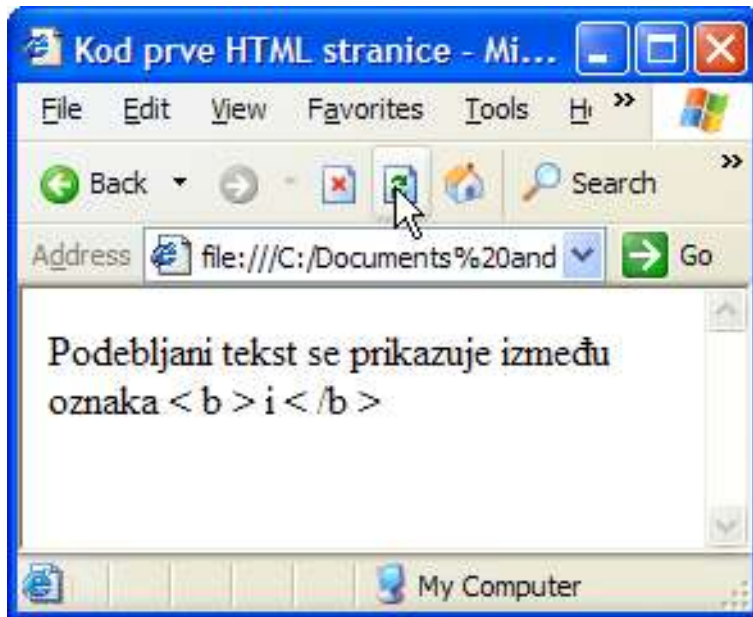 Kod prve HTML stranice - Mi...
File Edit View Favorites Tools »
Back Search »
Address file:///C:/Documents%20and Go
Podebljani tekst se prikazuje između
oznaka < b > i < /b >
My Computer